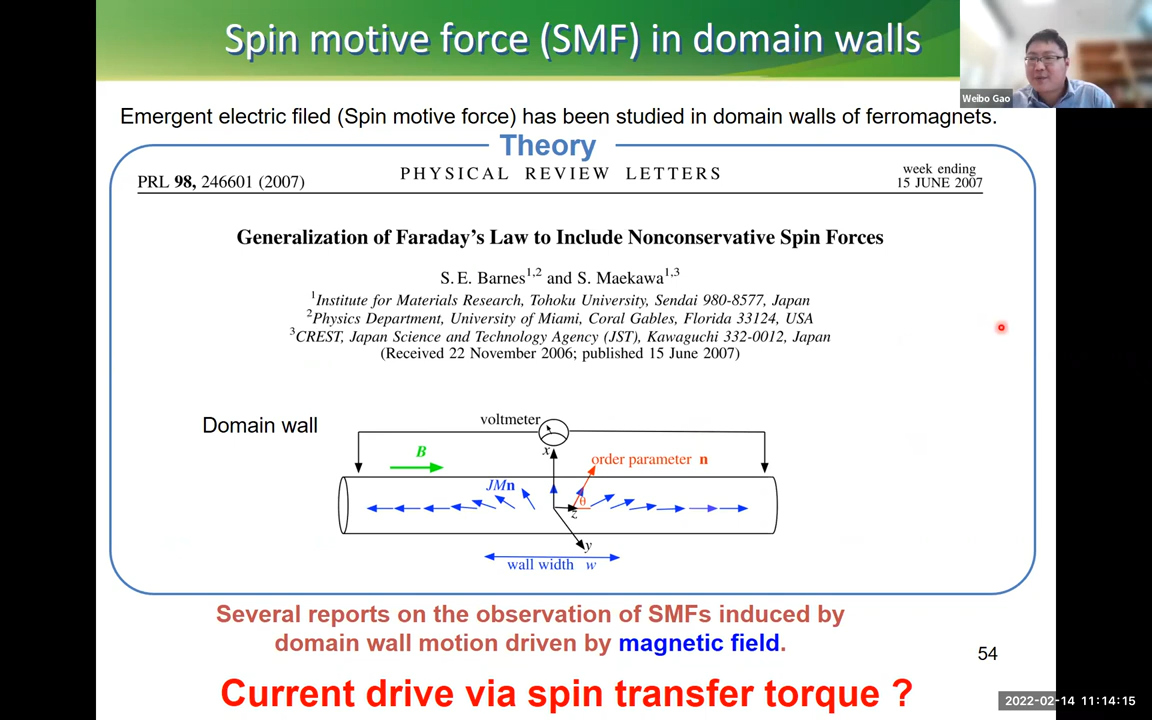 Spin motive force (SMF) in domain walls
Weibo Gao
Emergent electric filed (Spin motive force) has been studied in domain walls of ferromagnets.
Theory
PRL 98, 246601 (2007)
PHYSICAL REVIEW LETTERS
week ending
15 JUNE 2007
Generalization of Faraday's Law to Include Nonconservative Spin Forces
S. E. Barnes1,2 and S. Maekawa1,3
1Institute for Materials Research, Tohoku University, Sendai 980-8577, Japan
2Physics Department, University of Miami, Coral Gables, Florida 33124, USA
3CREST, Japan Science and Technology Agency (JST), Kawaguchi 332-0012, Japan
(Received 22 November 2006; published 15 June 2007)
Domain wall
voltmeter
B
x
order parameter n
JMn
θ
z
y
wall width w
Several reports on the observation of SMFs induced by
domain wall motion driven by magnetic field.
54
Current drive via spin transfer torque ?
2022-02-14 11:14:15